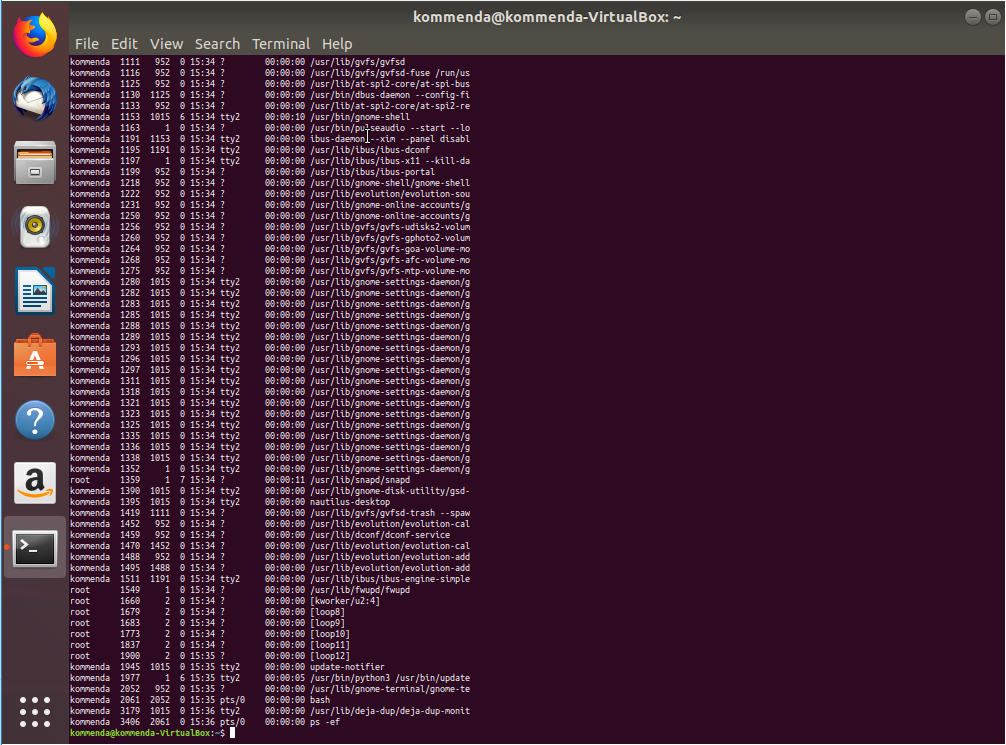 kommenda@kommenda-VirtualBox: ~
File Edit View Search Terminal Help
kommenda 1111 952 0 15:34 ? 00:00:00 /usr/lib/gvfs/gvfsd
kommenda 1116 952 0 15:34 ? 00:00:00 /usr/lib/gvfs/gvfsd-fuse /run/us
kommenda 1125 952 0 15:34 ? 00:00:00 /usr/lib/at-spi2-core/at-spi-bus
kommenda 1130 1125 0 15:34 ? 00:00:00 /usr/bin/dbus-daemon --config-fi
kommenda 1133 952 0 15:34 ? 00:00:00 /usr/lib/at-spi2-core/at-spi2-re
kommenda 1153 1015 6 15:34 tty2 00:00:10 /usr/bin/gnome-shell
kommenda 1163 1 0 15:34 ? 00:00:00 /usr/bin/pulseaudio --start --lo
kommenda 1191 1153 0 15:34 tty2 00:00:00 ibus-daemon --xim --panel disabl
kommenda 1195 1191 0 15:34 tty2 00:00:00 /usr/lib/ibus/ibus-dconf
kommenda 1197 1 0 15:34 tty2 00:00:00 /usr/lib/ibus/ibus-x11 --kill-da
kommenda 1199 952 0 15:34 ? 00:00:00 /usr/lib/ibus/ibus-portal
kommenda 1218 952 0 15:34 ? 00:00:00 /usr/lib/gnome-shell/gnome-shell
kommenda 1222 952 0 15:34 ? 00:00:00 /usr/lib/evolution/evolution-sou
kommenda 1231 952 0 15:34 ? 00:00:00 /usr/lib/gnome-online-accounts/g
kommenda 1250 952 0 15:34 ? 00:00:00 /usr/lib/gnome-online-accounts/g
kommenda 1256 952 0 15:34 ? 00:00:00 /usr/lib/gvfs/gvfs-udisks2-volum
kommenda 1260 952 0 15:34 ? 00:00:00 /usr/lib/gvfs/gvfs-gphoto2-volum
kommenda 1264 952 0 15:34 ? 00:00:00 /usr/lib/gvfs/gvfs-goa-volume-mo
kommenda 1268 952 0 15:34 ? 00:00:00 /usr/lib/gvfs/gvfs-afc-volume-mo
kommenda 1275 952 0 15:34 ? 00:00:00 /usr/lib/gvfs/gvfs-mtp-volume-mo
kommenda 1280 1015 0 15:34 tty2 00:00:00 /usr/lib/gnome-settings-daemon/g
kommenda 1282 1015 0 15:34 tty2 00:00:00 /usr/lib/gnome-settings-daemon/g
kommenda 1283 1015 0 15:34 tty2 00:00:00 /usr/lib/gnome-settings-daemon/g
kommenda 1285 1015 0 15:34 tty2 00:00:00 /usr/lib/gnome-settings-daemon/g
kommenda 1288 1015 0 15:34 tty2 00:00:00 /usr/lib/gnome-settings-daemon/g
kommenda 1289 1015 0 15:34 tty2 00:00:00 /usr/lib/gnome-settings-daemon/g
kommenda 1293 1015 0 15:34 tty2 00:00:00 /usr/lib/gnome-settings-daemon/g
kommenda 1296 1015 0 15:34 tty2 00:00:00 /usr/lib/gnome-settings-daemon/g
kommenda 1297 1015 0 15:34 tty2 00:00:00 /usr/lib/gnome-settings-daemon/g
kommenda 1311 1015 0 15:34 tty2 00:00:00 /usr/lib/gnome-settings-daemon/g
kommenda 1318 1015 0 15:34 tty2 00:00:00 /usr/lib/gnome-settings-daemon/g
kommenda 1321 1015 0 15:34 tty2 00:00:00 /usr/lib/gnome-settings-daemon/g
kommenda 1323 1015 0 15:34 tty2 00:00:00 /usr/lib/gnome-settings-daemon/g
kommenda 1325 1015 0 15:34 tty2 00:00:00 /usr/lib/gnome-settings-daemon/g
kommenda 1335 1015 0 15:34 tty2 00:00:00 /usr/lib/gnome-settings-daemon/g
kommenda 1336 1015 0 15:34 tty2 00:00:00 /usr/lib/gnome-settings-daemon/g
kommenda 1338 1015 0 15:34 tty2 00:00:00 /usr/lib/gnome-settings-daemon/g
kommenda 1352 1 0 15:34 tty2 00:00:00 /usr/lib/gnome-settings-daemon/g
root 1359 1 7 15:34 ? 00:00:11 /usr/lib/snapd/snapd
kommenda 1390 1015 0 15:34 tty2 00:00:00 /usr/lib/gnome-disk-utility/gsd-
kommenda 1395 1015 0 15:34 tty2 00:00:00 nautilus-desktop
kommenda 1419 1111 0 15:34 ? 00:00:00 /usr/lib/gvfs/gvfsd-trash --spaw
kommenda 1452 952 0 15:34 ? 00:00:00 /usr/lib/evolution/evolution-cal
kommenda 1459 952 0 15:34 ? 00:00:00 /usr/lib/dconf/dconf-service
kommenda 1470 1452 0 15:34 ? 00:00:00 /usr/lib/evolution/evolution-cal
kommenda 1488 952 0 15:34 ? 00:00:00 /usr/lib/evolution/evolution-add
kommenda 1495 1488 0 15:34 ? 00:00:00 /usr/lib/evolution/evolution-add
kommenda 1511 1191 0 15:34 tty2 00:00:00 /usr/lib/ibus/ibus-engine-simple
root 1549 1 0 15:34 ? 00:00:00 /usr/lib/fwupd/fwupd
root 1660 2 0 15:34 ? 00:00:00 [kworker/u2:4]
root 1679 2 0 15:34 ? 00:00:00 [loop8]
root 1683 2 0 15:34 ? 00:00:00 [loop9]
root 1773 2 0 15:34 ? 00:00:00 [loop10]
root 1837 2 0 15:34 ? 00:00:00 [loop11]
root 1900 2 0 15:35 ? 00:00:00 [loop12]
kommenda 1945 1015 0 15:35 tty2 00:00:00 update-notifier
kommenda 1977 1 6 15:35 tty2 00:00:05 /usr/bin/python3 /usr/bin/update
kommenda 2052 952 0 15:35 ? 00:00:00 /usr/lib/gnome-terminal/gnome-te
kommenda 2061 2052 0 15:35 pts/0 00:00:00 bash
kommenda 3179 1015 0 15:36 tty2 00:00:00 /usr/lib/deja-dup/deja-dup-monit
kommenda 3406 2061 0 15:36 pts/0 00:00:00 ps -ef
kommenda@kommenda-VirtualBox:~$